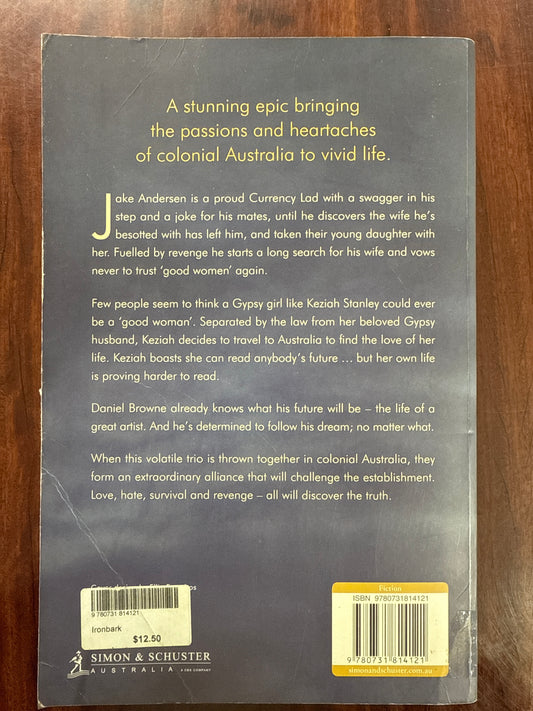 A stunning epic bringing
the passions and heartaches
of colonial Australia to vivid life.
Jake Andersen is a proud Currency Lad with a swagger in his
step and a joke for his mates, until he discovers the wife he's
besotted with has left him, and taken their young daughter with
her. Fuelled by revenge he starts a long search for his wife and vows
never to trust 'good women' again.
Few people seem to think a Gypsy girl like Keziah Stanley could ever
be a 'good woman'. Separated by the law from her beloved Gypsy
husband, Keziah decides to travel to Australia to find the love of her
life. Keziah boasts she can read anybody's future ... but her own life
is proving harder to read.
Daniel Browne already knows what his future will be – the life of a
great artist. And he's determined to follow his dream; no matter what.
When this volatile trio is thrown together in colonial Australia, they
form an extraordinary alliance that will challenge the establishment.
Love, hate, survival and revenge – all will discover the truth.
9 780731 814121
Ironbark
$12.50
SIMON & SCHUSTER
AUSTRALIA A CBS COMPANY
Fiction
ISBN 9780731814121
9 780731 814121
simonandschuster.com.au